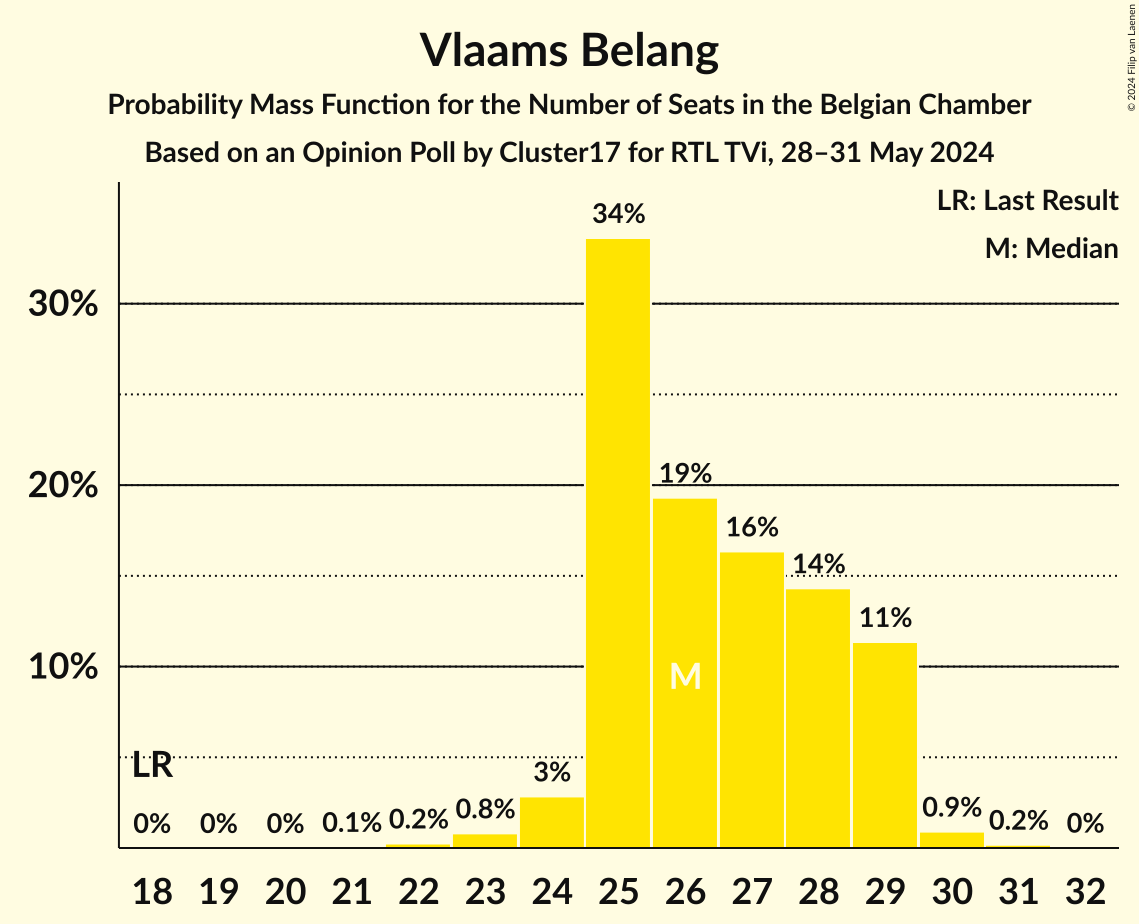 © 2024 Filip van Laenen
Vlaams Belang
Probability Mass Function for the Number of Seats in the Belgian Chamber
Based on an Opinion Poll by Cluster17 for RTL TVi, 28–31 May 2024
LR: Last Result
M: Median
34%
30%
20%
19%
16%
14%
11%
10%
M
LR
3%
0%
0%
0%
0.1%
0.2%
0.8%
0.9%
0.2%
0%
18 19 20 21 22 23 24 25 26 27 28 29 30 31 32